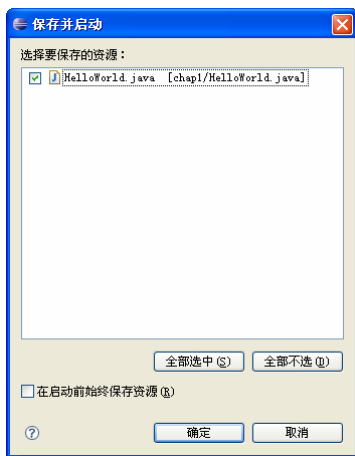 保存并启动
选择要保存的资源：
HelloWorld.java [chap1/HelloWorld.java]
全部选中(S) 全部不选(D)
在启动前始终保存资源(R)
确定 取消